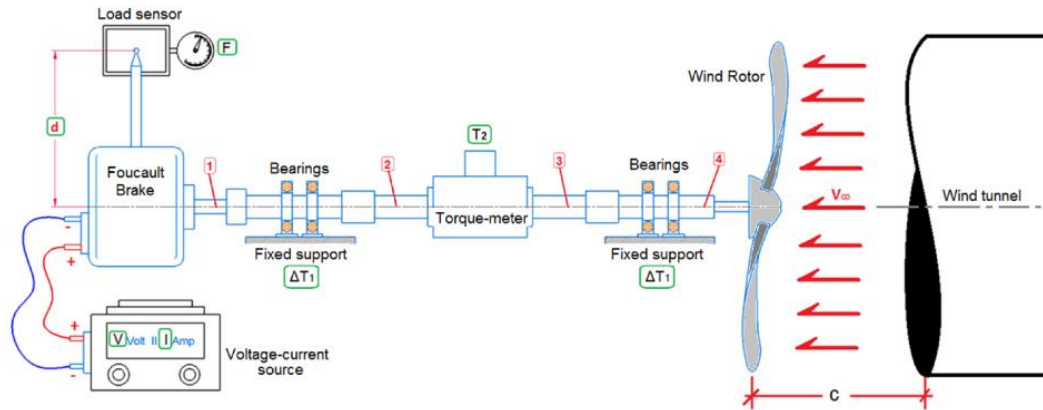 Load sensor
F
Wind Rotor
d
T2
Foucault
Brake
1
Bearings
2
3
Bearings
4
Torque-meter
V∞
Wind tunnel
-
+
Fixed support
ΔT1
Fixed support
ΔT1
+
V Volt II I Amp
-
Voltage-current
source
C